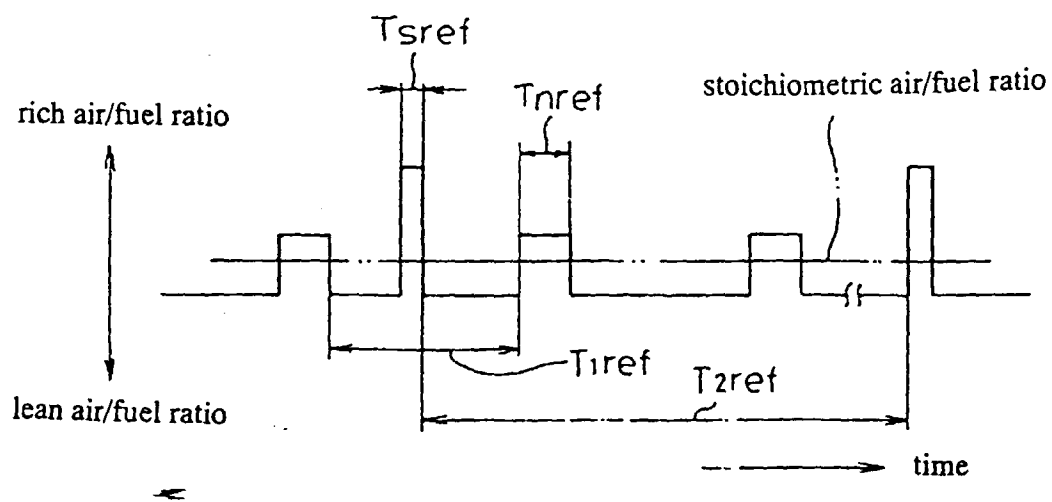 Tsref
Tnref
stoichiometric air/fuel ratio
rich air/fuel ratio
T1ref
T2ref
lean air/fuel ratio
time